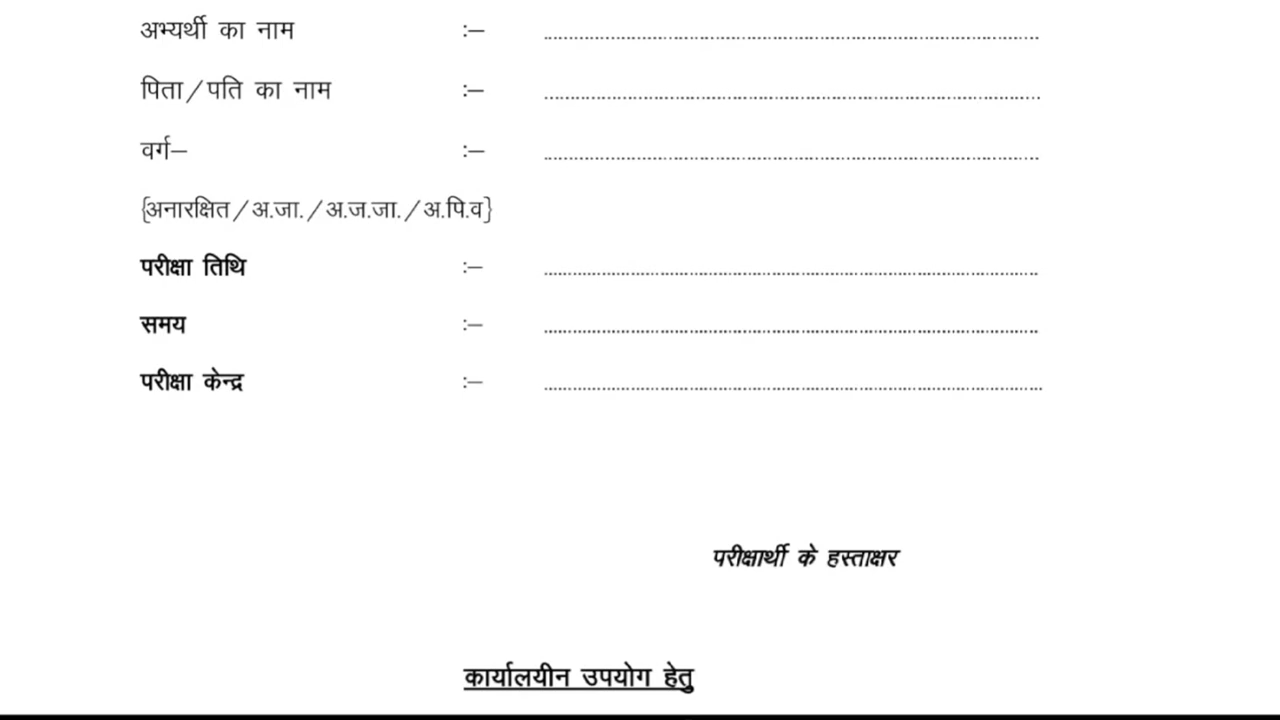 अभ्यर्थी का नाम :– ........................................................................................
पिता/पति का नाम :– ........................................................................................
वर्ग– :– ........................................................................................
{अनारक्षित/अ.जा./अ.ज.जा./अ.पि.व}
परीक्षा तिथि :– ........................................................................................
समय :– ........................................................................................
परीक्षा केन्द्र :– ........................................................................................
परीक्षार्थी के हस्ताक्षर
कार्यालयीन उपयोग हेतु